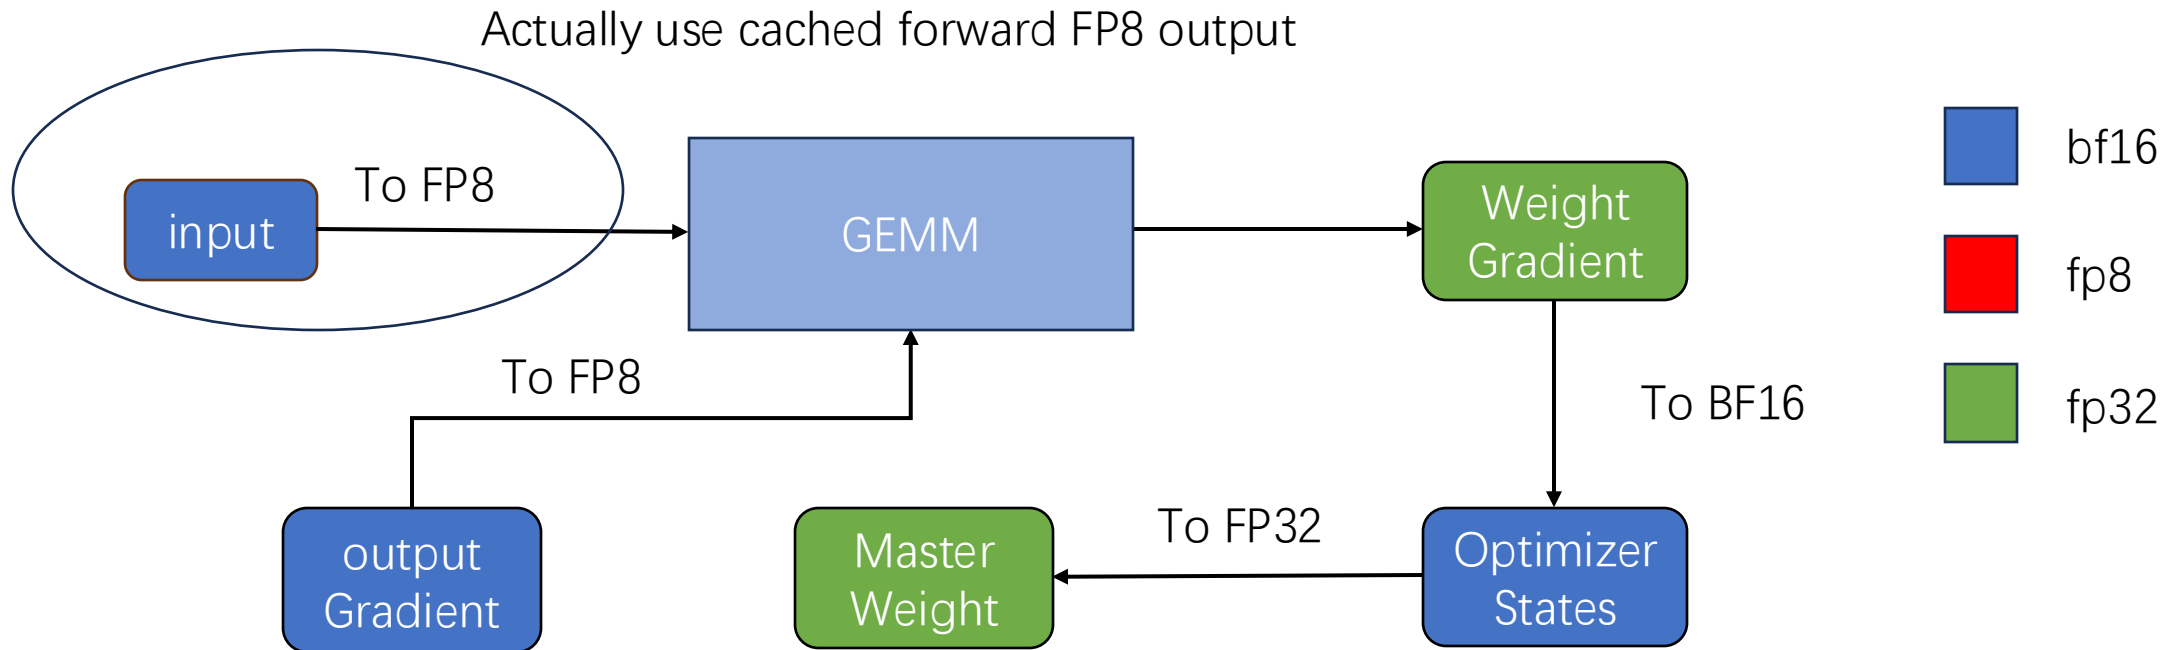 Actually use cached forward FP8 output
input
To FP8
GEMM
Weight
Gradient
To FP8
To BF16
output
Gradient
Master
Weight
To FP32
Optimizer
States
bf16
fp8
fp32